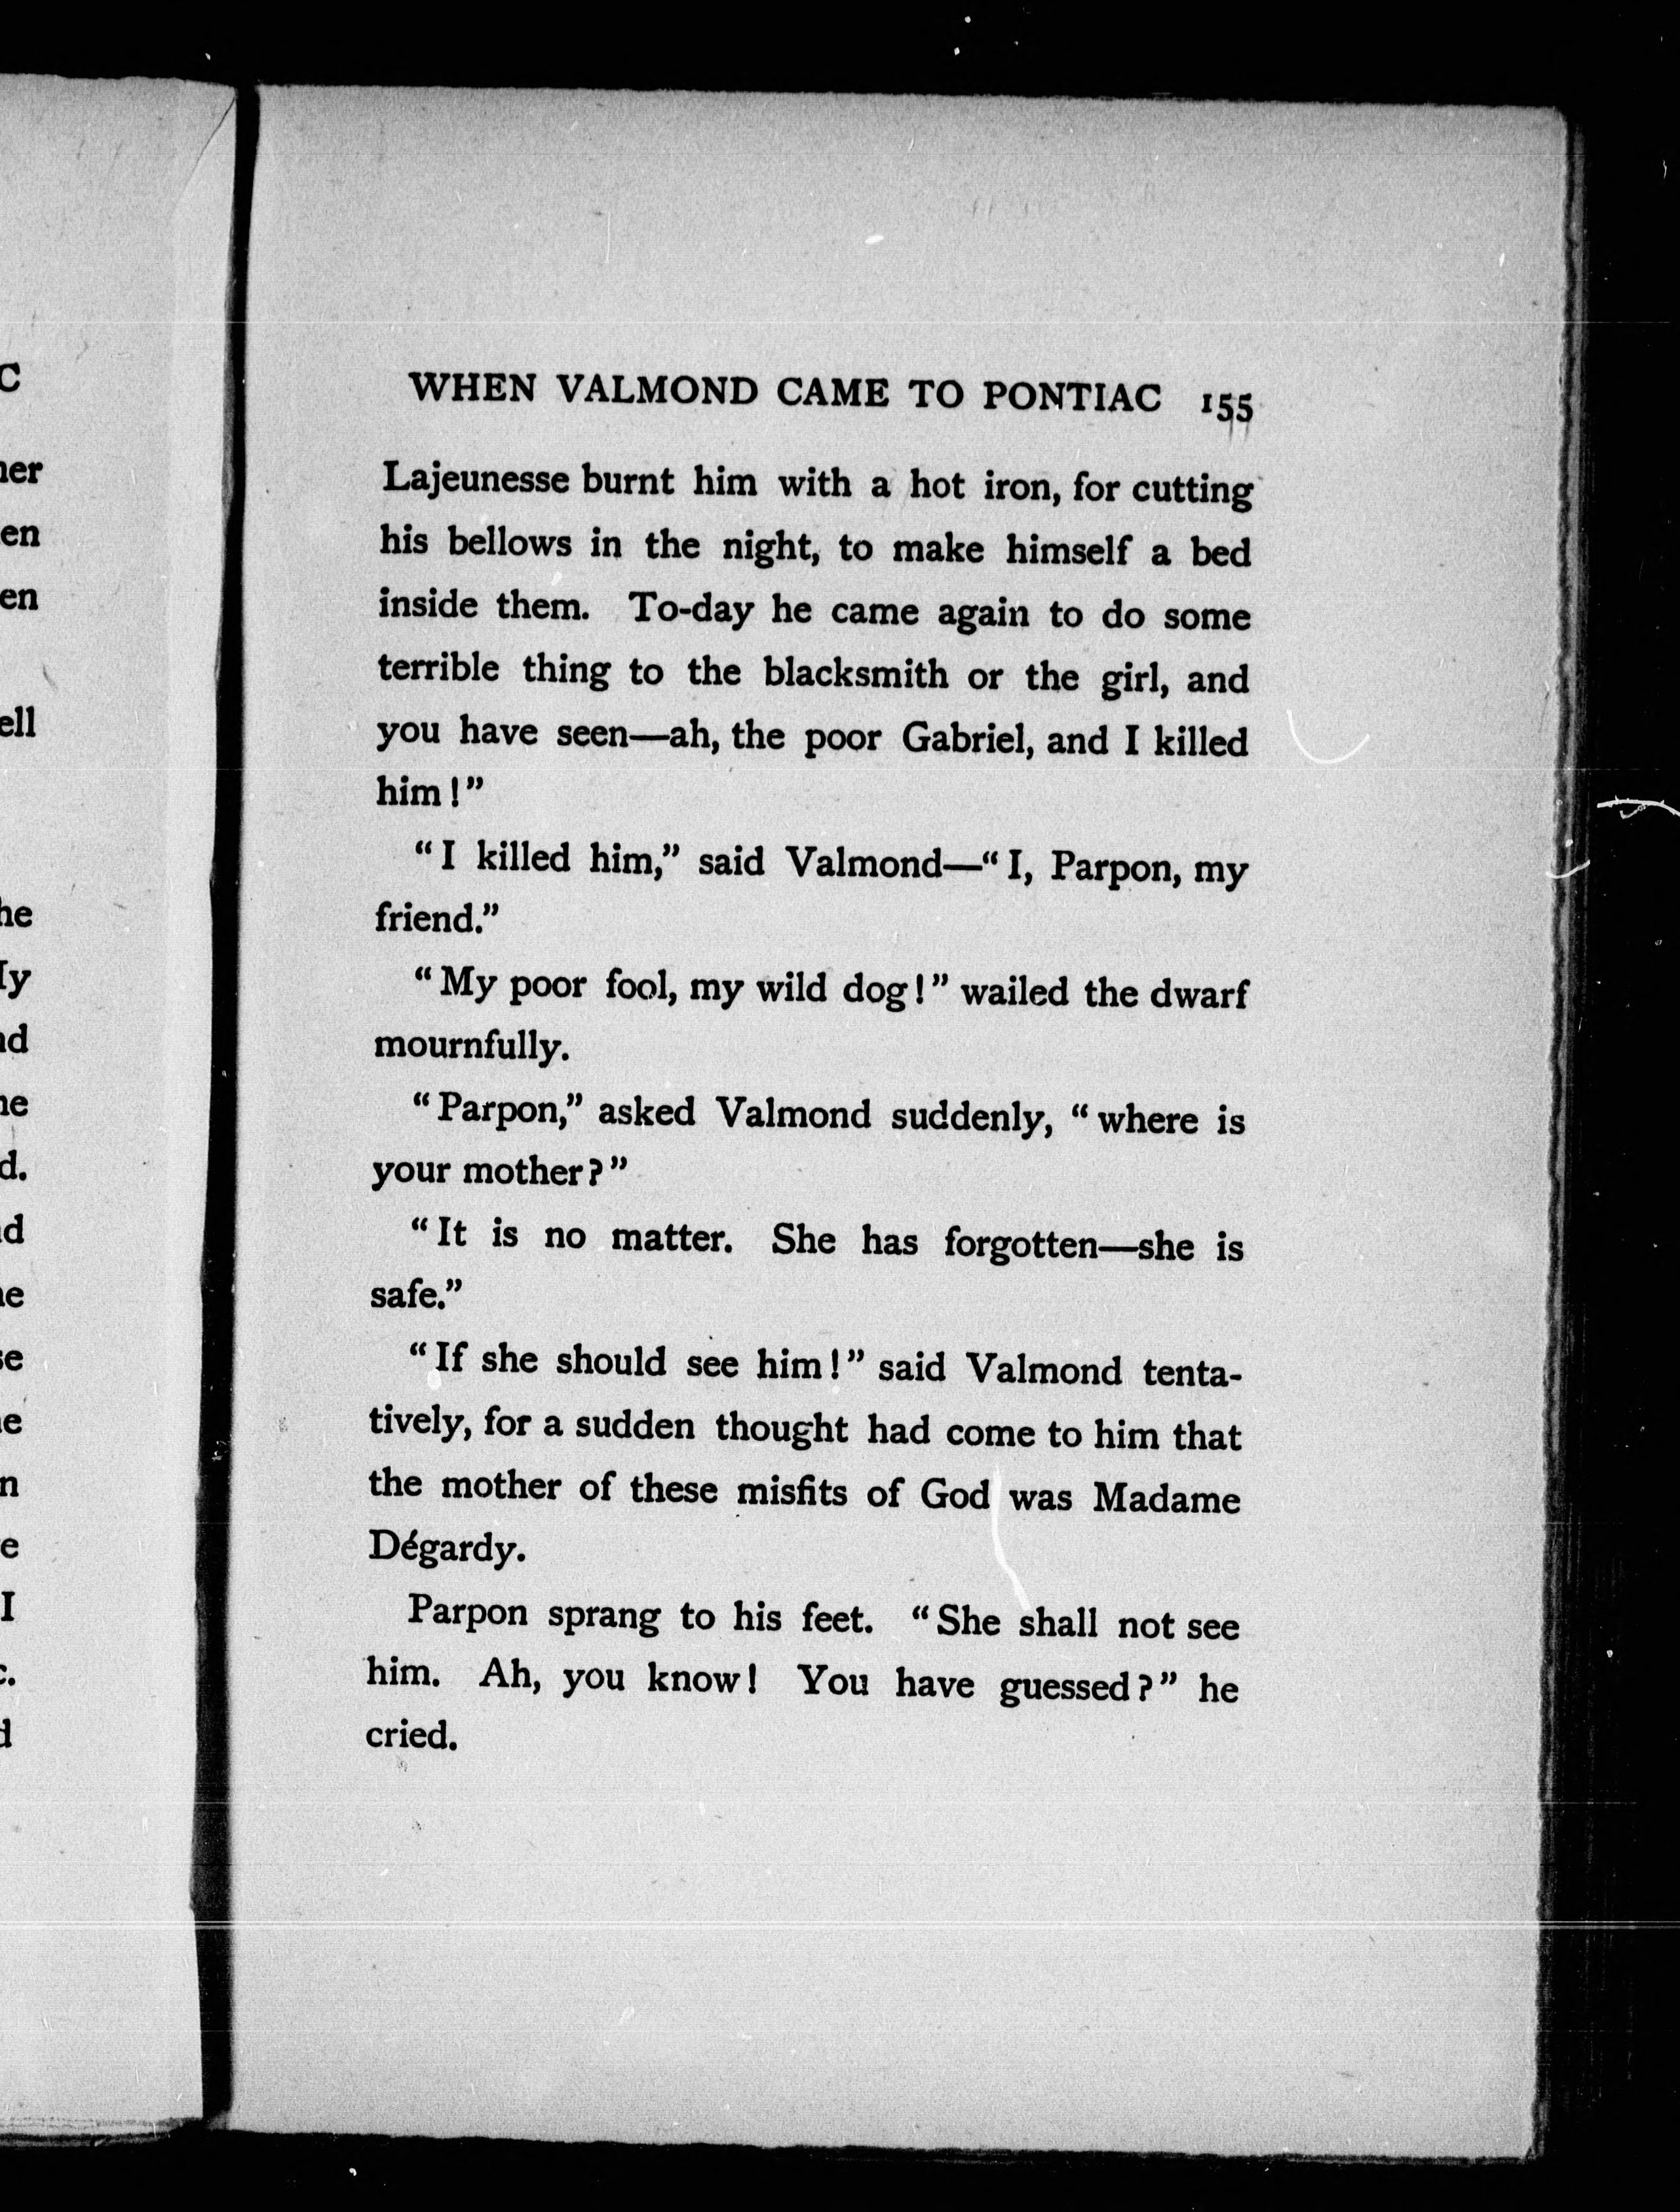 WHEN VALMOND CAME TO PONTIAC 155
Lajeunesse burnt him with a hot iron, for cutting
his bellows in the night, to make himself a bed
inside them. To-day he came again to do some
terrible thing to the blacksmith or the girl, and
you have seen—ah, the poor Gabriel, and I killed
him!”
“I killed him,” said Valmond—“I, Parpon, my
friend.”
“My poor fool, my wild dog!” wailed the dwarf
mournfully.
“Parpon,” asked Valmond suddenly, “where is
your mother?”
“It is no matter. She has forgotten—she is
safe.”
“If she should see him!” said Valmond tenta-
tively, for a sudden thought had come to him that
the mother of these misfits of God was Madame
Dégardy.
Parpon sprang to his feet. “She shall not see
him. Ah, you know! You have guessed?” he
cried.